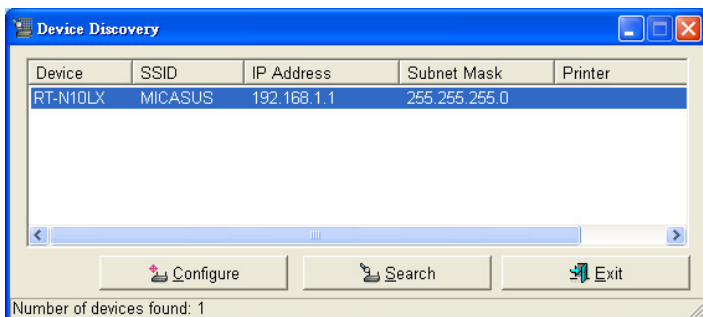 Device Discovery
Device SSID IP Address Subnet Mask Printer
RT-N10LX MICASUS 192.168.1.1 255.255.255.0
Configure Search Exit
Number of devices found: 1